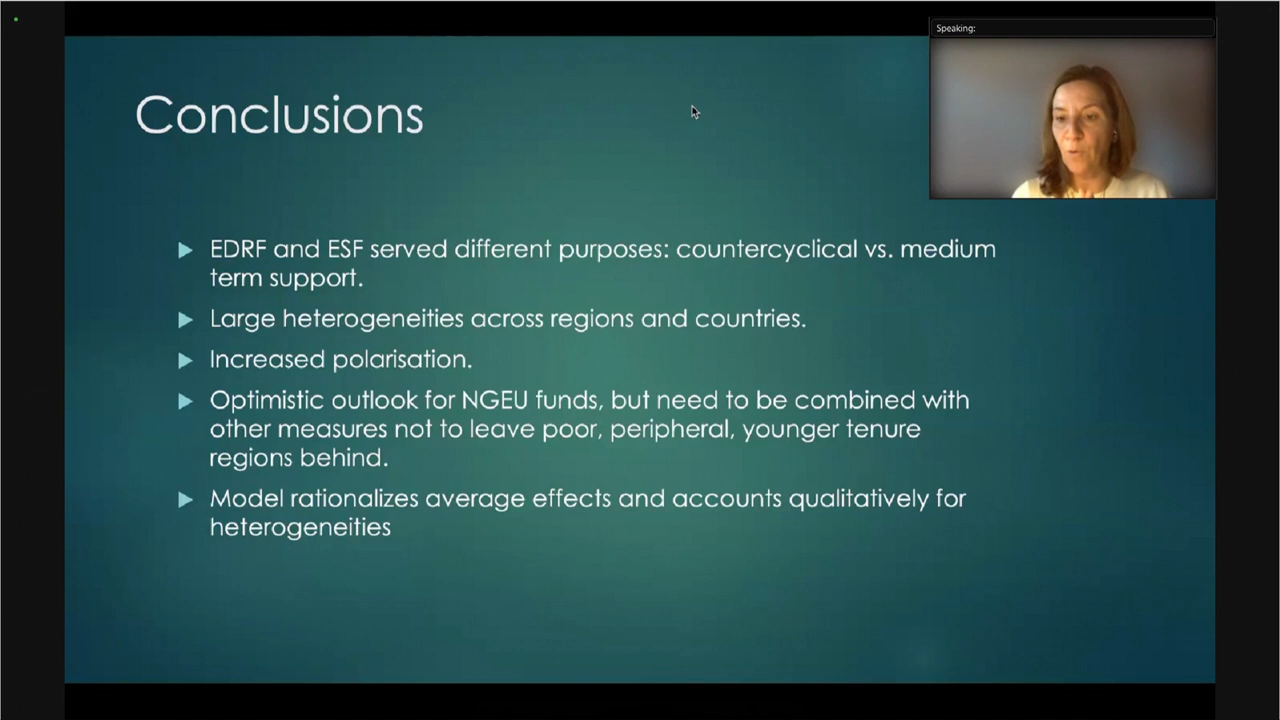 Speaking:
Conclusions
EDRF and ESF served different purposes: countercyclical vs. medium
term support.
Large heterogeneities across regions and countries.
Increased polarisation.
Optimistic outlook for NGEU funds, but need to be combined with
other measures not to leave poor, peripheral, younger tenure
regions behind.
Model rationalizes average effects and accounts qualitatively for
heterogeneities